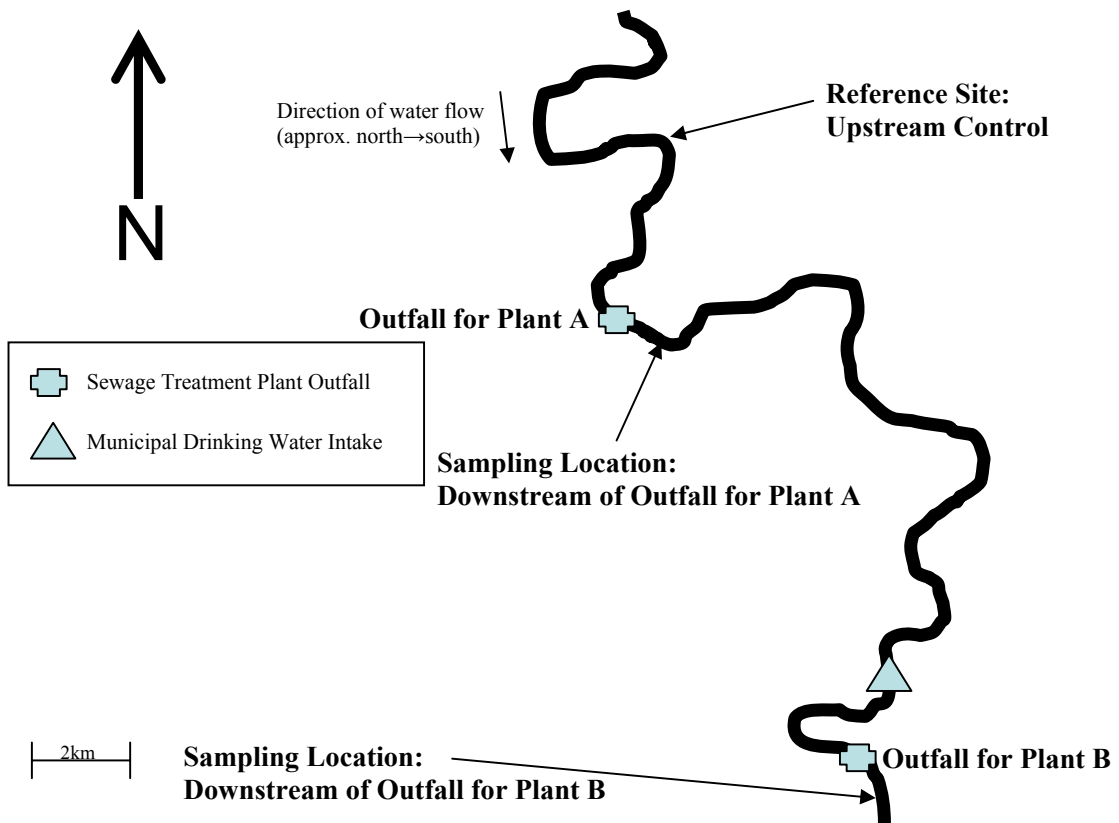 Direction of water flow
(approx. north→south)
Reference Site:
Upstream Control
N
Outfall for Plant A
Sewage Treatment Plant Outfall
Municipal Drinking Water Intake
Sampling Location:
Downstream of Outfall for Plant A
2km
Sampling Location:
Downstream of Outfall for Plant B
Outfall for Plant B